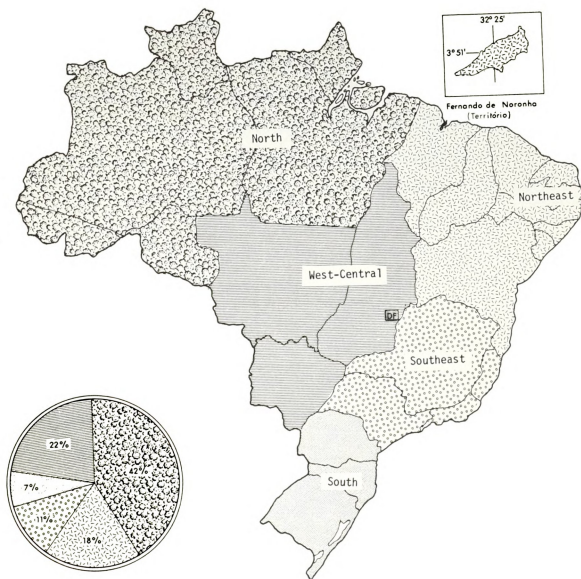 32° 25'
3° 51'
Fernando de Noronha
(Território)
North
Northeast
West-Central
DF
Southeast
South
22%
42%
7%
11%
18%